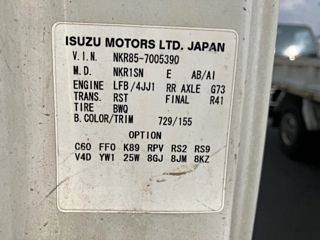 ISUZU MOTORS LTD. JAPAN
V.I.N. NKR85-7005390
M.D. NKR1SN E AB/AI
ENGINE LFB/4JJ1 RR AXLE G73
TRANS. RST FINAL R41
TIRE BWQ
B.COLOR/TRIM 729/155
OPTION
C60 FF0 K89 RPV RS2 RS9
V4D YW1 25W 8GJ 8JM 8KZ